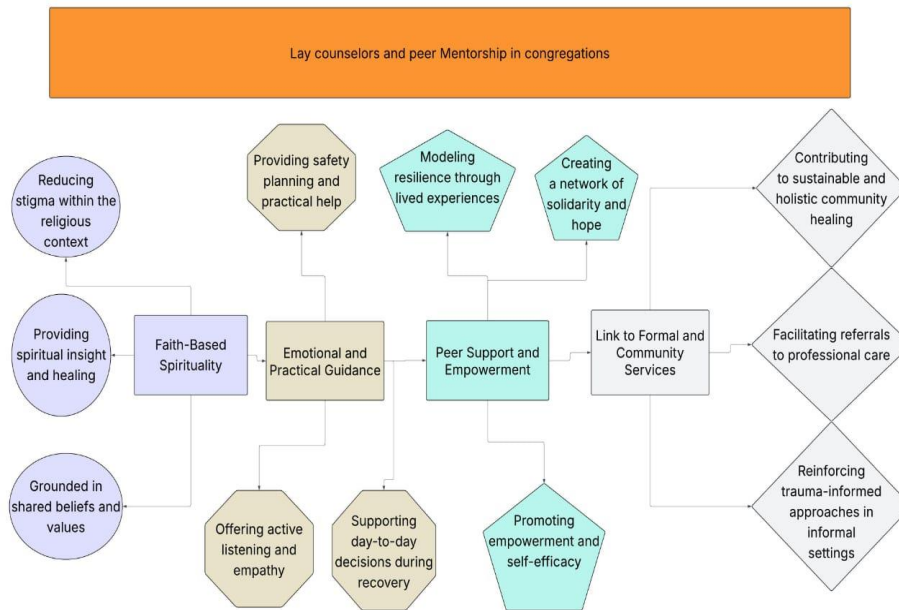 Lay counselors and peer Mentorship in congregations
Reducing
stigma within the
religious
context
Providing
spiritual insight
and healing
Grounded in
shared beliefs and
values
Faith-Based
Spirituality
Providing safety
planning and
practical help
Emotional and
Practical Guidance
Offering active
listening and
empathy
Supporting
day-to-day
decisions during
recovery
Modeling
resilience through
lived experiences
Creating
a network of
solidarity and
hope
Peer Support and
Empowerment
Promoting
empowerment and
self-efficacy
Link to Formal and
Community
Services
Contributing
to sustainable and
holistic community
healing
Facilitating referrals
to professional care
Reinforcing
trauma-informed
approaches in
informal
settings